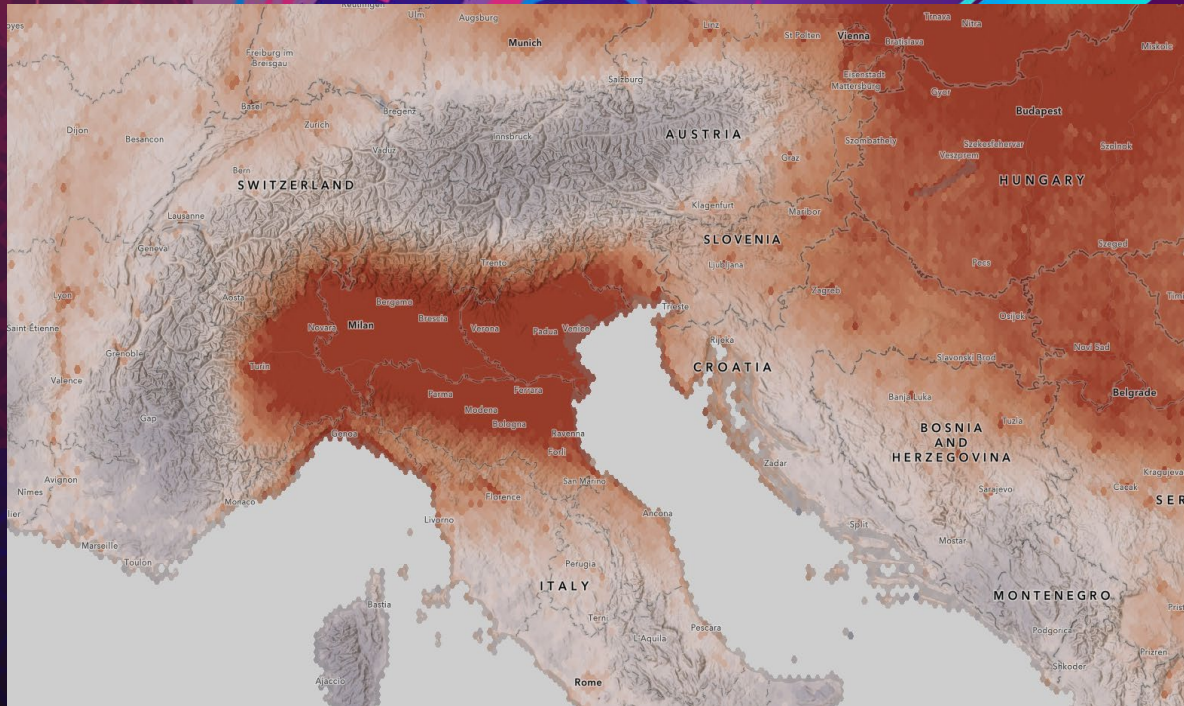 Ulm
Augsburg
Linz
Trnava
Nitra
Munich
St Polten
Vienna
Bratislava
Miskolc
Freiburg im
Breisgau
Salzburg
Eisenstadt
Mattersburg
Gyor
Basel
Bregenz
Budapest
Dijon
Besancon
Zurich
Innsbruck
AUSTRIA
Szombathely
Szekesfehervar
Veszprem
Szolnok
Vaduz
Graz
Bern
SWITZERLAND
HUNGARY
Lausanne
Klagenfurt
Maribor
Geneva
SLOVENIA
Szeged
Trento
Ljubljana
Pecs
Lyon
Aosta
Bergamo
Zagreb
Brescia
Trieste
Saint-Etienne
Novara
Milan
Verona
Padua
Venice
Osijek
Grenoble
Rijeka
Novi Sad
Slavonski Brod
Turin
CROATIA
Valence
Parma
Ferrara
Banja Luka
Belgrade
Gap
Modena
Bologna
Tuzla
Genoa
Ravenna
BOSNIA
AND
HERZEGOVINA
Forli
Zadar
Avignon
San Marino
Kragujeva
Nîmes
Florence
Sarajevo
Cacak
Monaco
SER
Livorno
Ancona
Split
Marseille
Mostar
Toulon
Perugia
ITALY
MONTENEGRO
Bastia
Terni
Pescara
Podgorica
L'Aquila
Prizren
Shkoder
Ajaccio
Rome